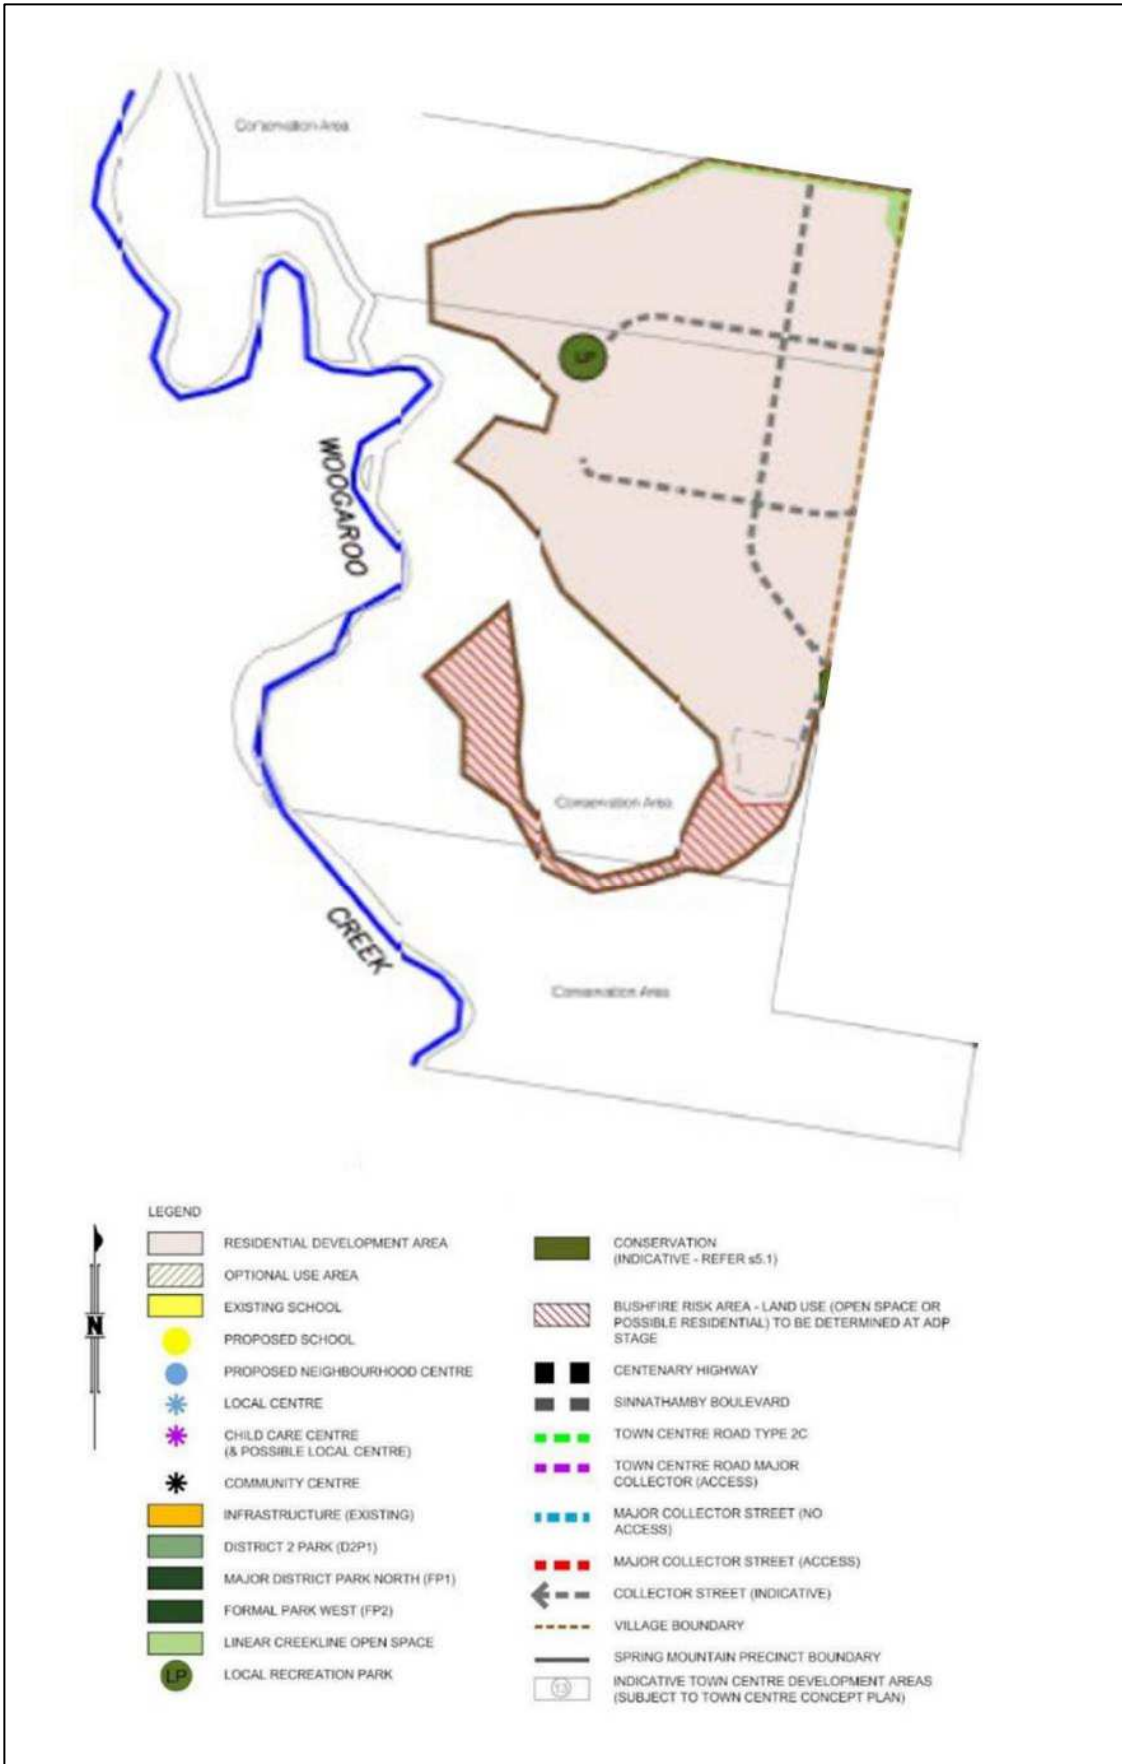 Conservation Area
LP
WOOGAROO
Conservation Area
CREEK
Conservation Area
LEGEND
RESIDENTIAL DEVELOPMENT AREA
OPTIONAL USE AREA
EXISTING SCHOOL
PROPOSED SCHOOL
PROPOSED NEIGHBOURHOOD CENTRE
LOCAL CENTRE
CHILD CARE CENTRE
(& POSSIBLE LOCAL CENTRE)
COMMUNITY CENTRE
INFRASTRUCTURE (EXISTING)
DISTRICT 2 PARK (D2P1)
MAJOR DISTRICT PARK NORTH (FP1)
FORMAL PARK WEST (FP2)
LINEAR CREEKLINE OPEN SPACE
LP LOCAL RECREATION PARK
N
CONSERVATION
(INDICATIVE - REFER s5.1)
BUSHFIRE RISK AREA - LAND USE (OPEN SPACE OR
POSSIBLE RESIDENTIAL) TO BE DETERMINED AT ADP
STAGE
CENTENARY HIGHWAY
SINNATHAMBY BOULEVARD
TOWN CENTRE ROAD TYPE 2C
TOWN CENTRE ROAD MAJOR
COLLECTOR (ACCESS)
MAJOR COLLECTOR STREET (NO
ACCESS)
MAJOR COLLECTOR STREET (ACCESS)
COLLECTOR STREET (INDICATIVE)
VILLAGE BOUNDARY
SPRING MOUNTAIN PRECINCT BOUNDARY
13 INDICATIVE TOWN CENTRE DEVELOPMENT AREAS
(SUBJECT TO TOWN CENTRE CONCEPT PLAN)